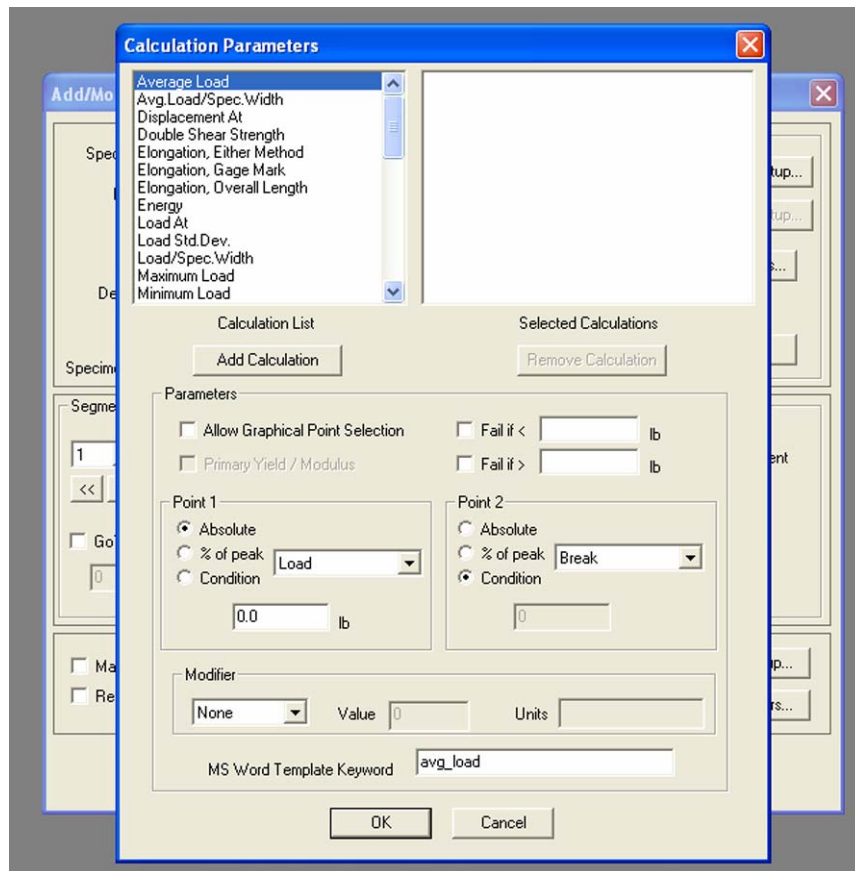 Calculation Parameters
Add/Mo
Average Load
Avg.Load/Spec.Width
Displacement At
Double Shear Strength
Elongation, Either Method
Elongation, Gage Mark
Elongation, Overall Length
Energy
Load At
Load Std.Dev.
Load/Spec.Width
Maximum Load
Minimum Load
Calculation List
Selected Calculations
Add Calculation
Remove Calculation
Parameters
Allow Graphical Point Selection
Fail if <
lb
Primary Yield / Modulus
Fail if >
lb
Point 1
Absolute
% of peak
Load
Condition
0.0
lb
Point 2
Absolute
% of peak
Break
Condition
0
Modifier
None
Value
0
Units
MS Word Template Keyword
avg_load
OK
Cancel
Spec
De
Specime
Segme
1
<<
Go
0
Ma
Re
tup...
tup...
s...
ent
p...
rs...